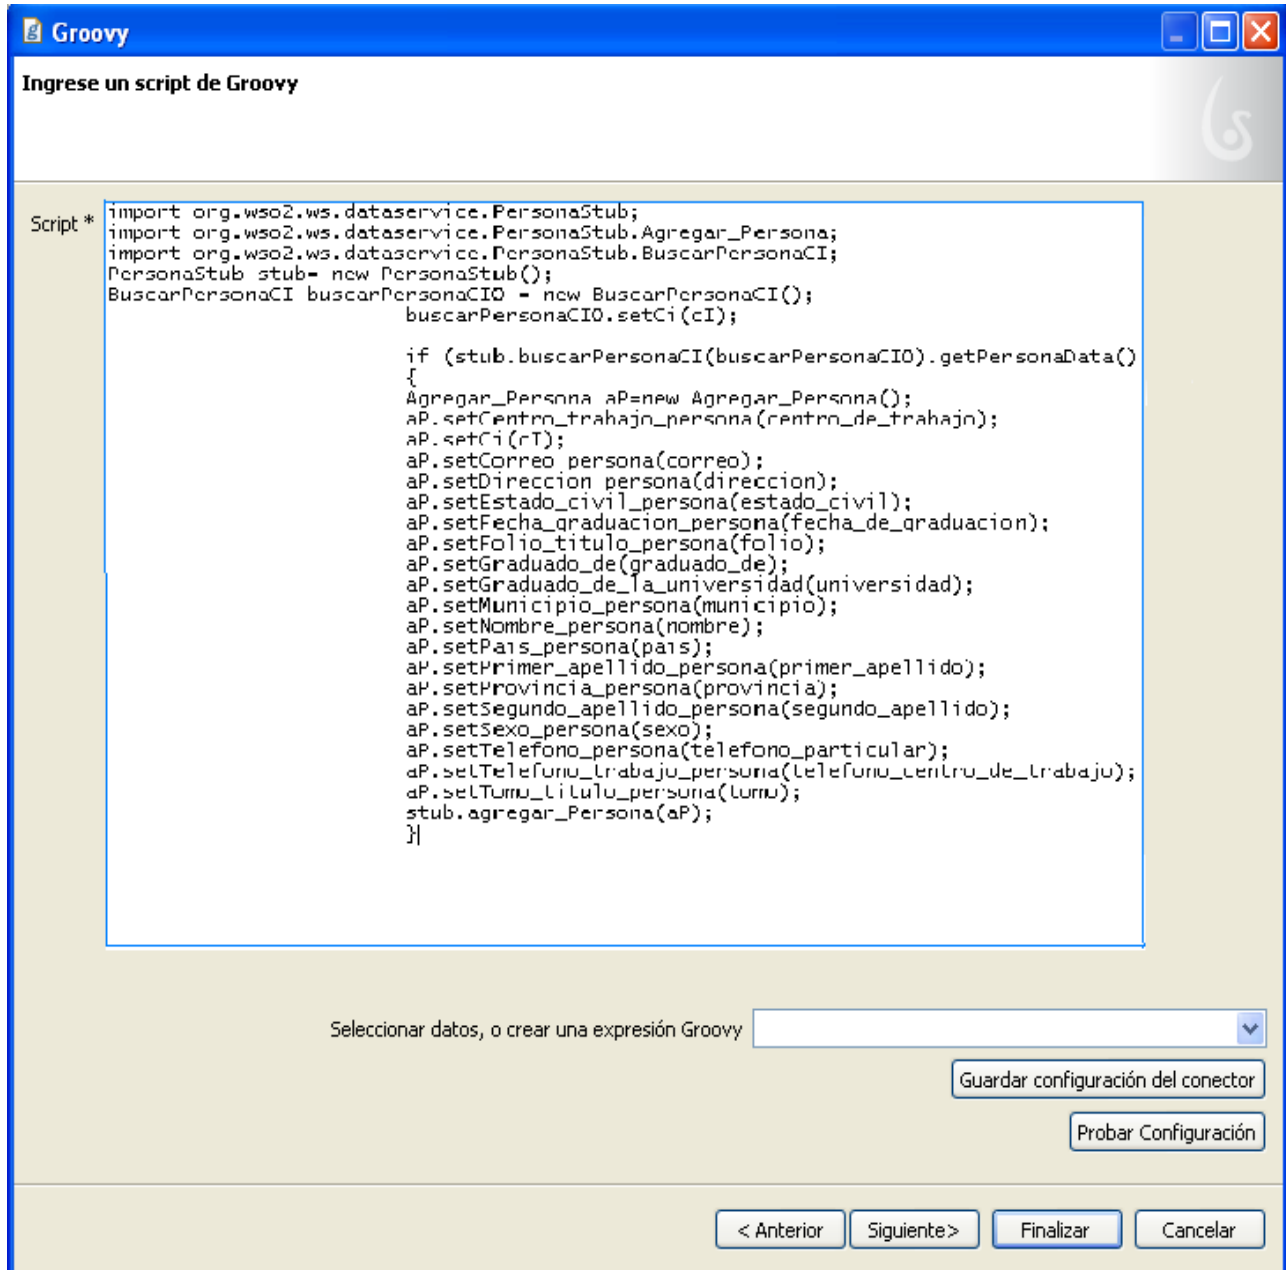 Groovy
Ingrese un script de Groovy
Script *
import org.wso2.ws.dataservice.PersonaStub;
import org.wso2.ws.dataservice.PersonaStub.Agregar_Persona;
import org.wso2.ws.dataservice.PersonaStub.BuscarPersonaCI;
PersonaStub stub= new PersonaStub();
BuscarPersonaCI buscarPersonaCIO = new BuscarPersonaCI();
buscarPersonaCIO.setCi(cI);
if (stub.buscarPersonaCI(buscarPersonaCIO).getPersonaData()
{
Agregar_Persona aP=new Agregar_Persona();
aP.setCentro_trabajo_persona(centro_de_trabajo);
aP.setCi(cI);
aP.setCorreo_persona(correo);
aP.setDireccion_persona(direccion);
aP.setEstado_civil_persona(estado_civil);
aP.setFecha_graduacion_persona(fecha_de_graduacion);
aP.setFolio_titulo_persona(folio);
aP.setGraduado_de(graduado_de);
aP.setGraduado_de_la_universidad(universidad);
aP.setMunicipio_persona(municipio);
aP.setNombre_persona(nombre);
aP.setPais_persona(pais);
aP.setPrimer_apellido_persona(primer_apellido);
aP.setProvincia_persona(provincia);
aP.setSegundo_apellido_persona(segundo_apellido);
aP.setSexo_persona(sexo);
aP.setTelefono_persona(telefono_particular);
aP.setTelefono_trabajo_persona(telefono_centro_de_trabajo);
aP.setTomo_titulo_persona(tomo);
stub.agregar_Persona(aP);
}
Seleccionar datos, o crear una expresión Groovy
Guardar configuración del conector
Probar Configuración
< Anterior
Siguiente>
Finalizar
Cancelar